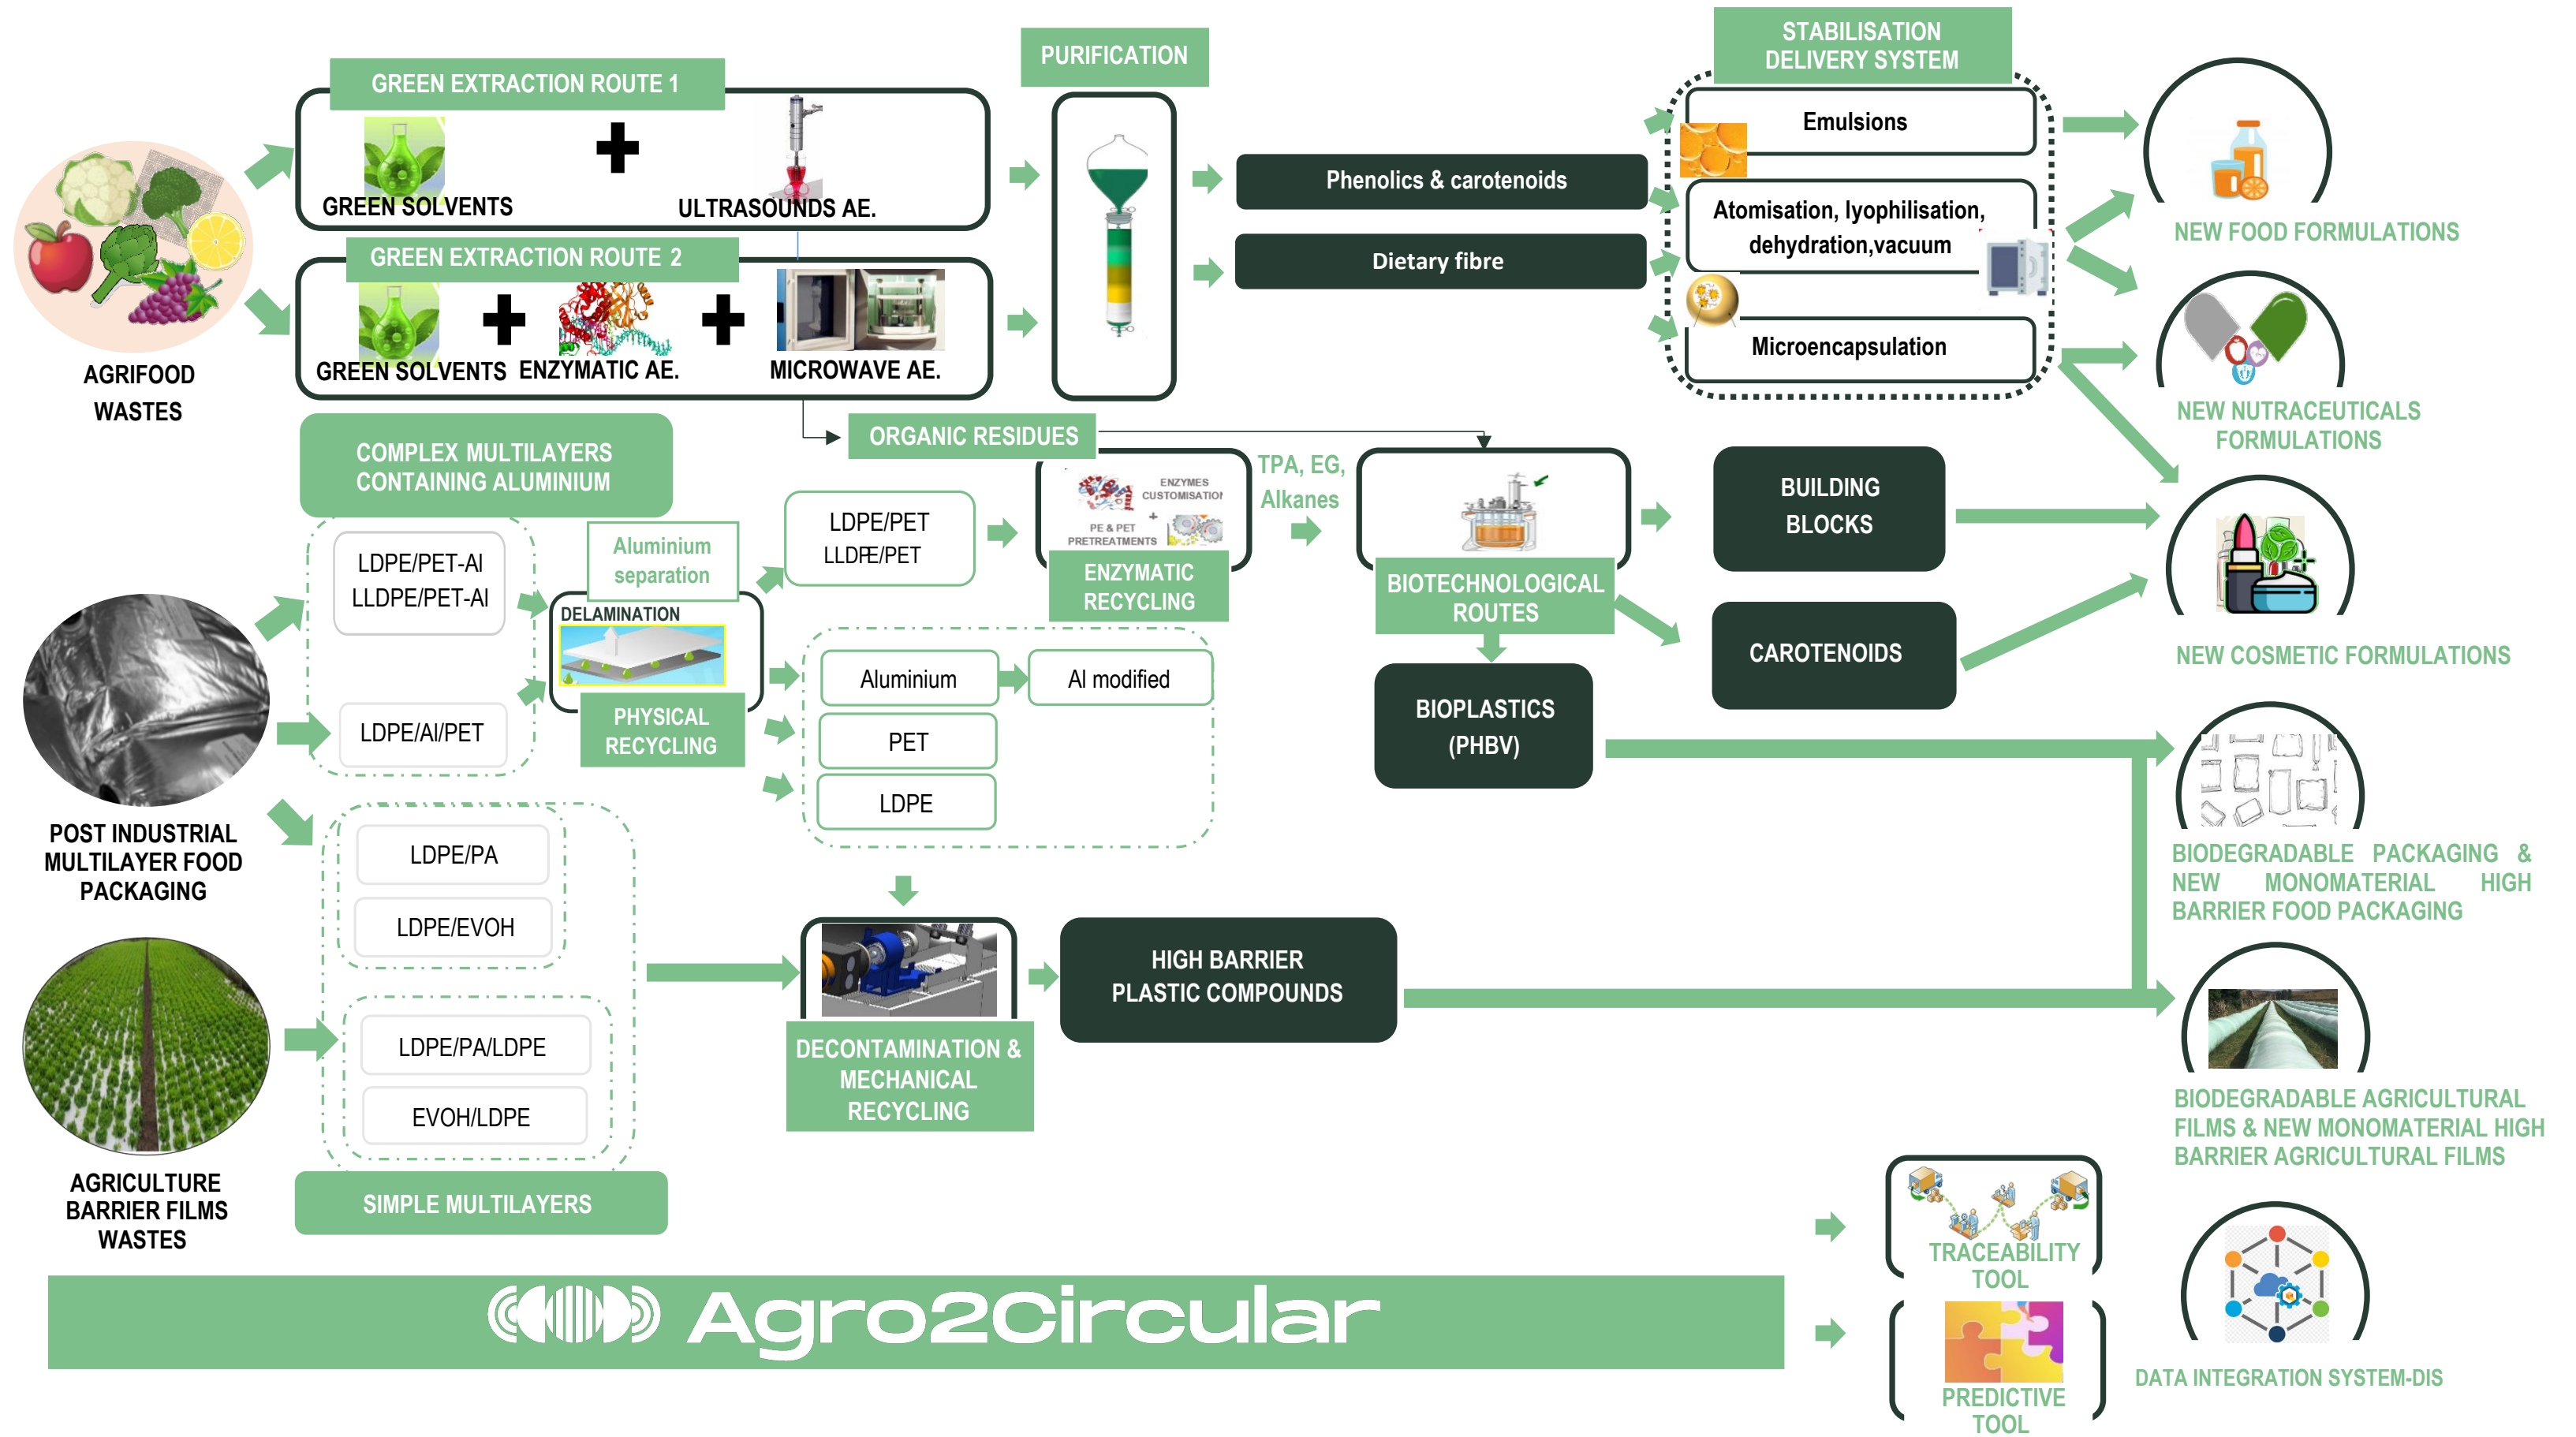 GREEN EXTRACTION ROUTE 1
GREEN SOLVENTS
ULTRASOUNDS AE.
GREEN EXTRACTION ROUTE 2
GREEN SOLVENTS
ENZYMATIC AE.
MICROWAVE AE.
AGRIFOOD
WASTES
PURIFICATION
Phenolics & carotenoids
Dietary fibre
STABILISATION
DELIVERY SYSTEM
Emulsions
Atomisation, lyophilisation,
dehydration,vacuum
Microencapsulation
NEW FOOD FORMULATIONS
NEW NUTRACEUTICALS
FORMULATIONS
NEW COSMETIC FORMULATIONS
ORGANIC RESIDUES
COMPLEX MULTILAYERS
CONTAINING ALUMINIUM
LDPE/PET-Al
LLDPE/PET-Al
LDPE/Al/PET
POST INDUSTRIAL
MULTILAYER FOOD
PACKAGING
Aluminium
separation
DELAMINATION
PHYSICAL
RECYCLING
LDPE/PET
LLDPE/PET
ENZYMES
CUSTOMISATION
+
PE & PET
PRETREATMENTS
ENZYMATIC
RECYCLING
TPA, EG,
Alkanes
BIOTECHNOLOGICAL
ROUTES
BUILDING
BLOCKS
CAROTENOIDS
BIOPLASTICS
(PHBV)
Aluminium
Al modified
PET
LDPE
LDPE/PA
LDPE/EVOH
LDPE/PA/LDPE
EVOH/LDPE
SIMPLE MULTILAYERS
AGRICULTURE
BARRIER FILMS
WASTES
DECONTAMINATION &
MECHANICAL
RECYCLING
HIGH BARRIER
PLASTIC COMPOUNDS
BIODEGRADABLE PACKAGING &
NEW MONOMATERIAL HIGH
BARRIER FOOD PACKAGING
BIODEGRADABLE AGRICULTURAL
FILMS & NEW MONOMATERIAL HIGH
BARRIER AGRICULTURAL FILMS
TRACEABILITY
TOOL
PREDICTIVE
TOOL
DATA INTEGRATION SYSTEM-DIS
Agro2Circular